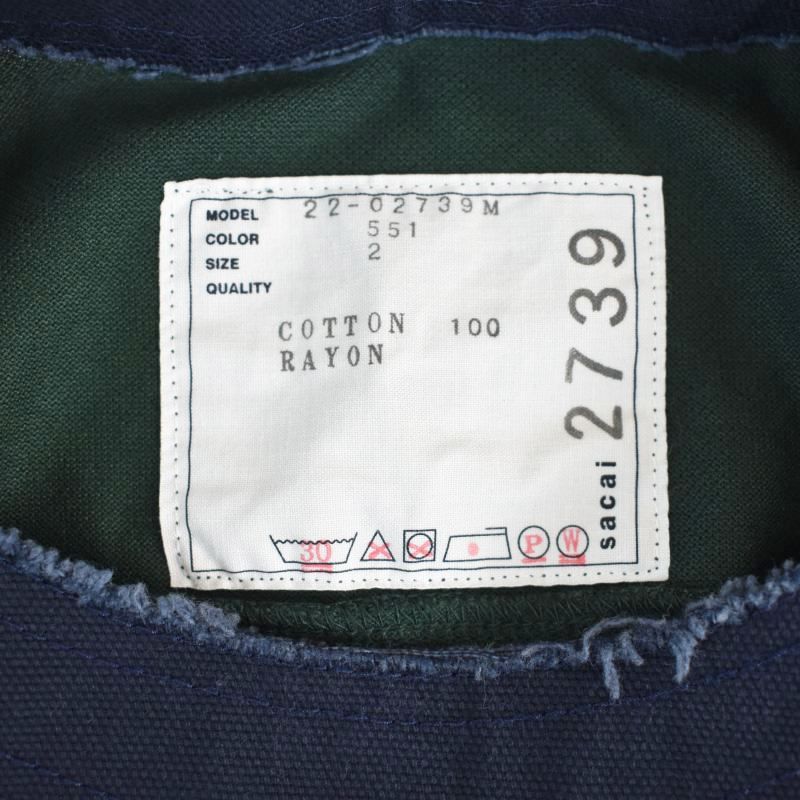 MODEL 22-02739M
COLOR 551
SIZE 2
QUALITY
COTTON 100
RAYON
sacai 2739
30
P
W